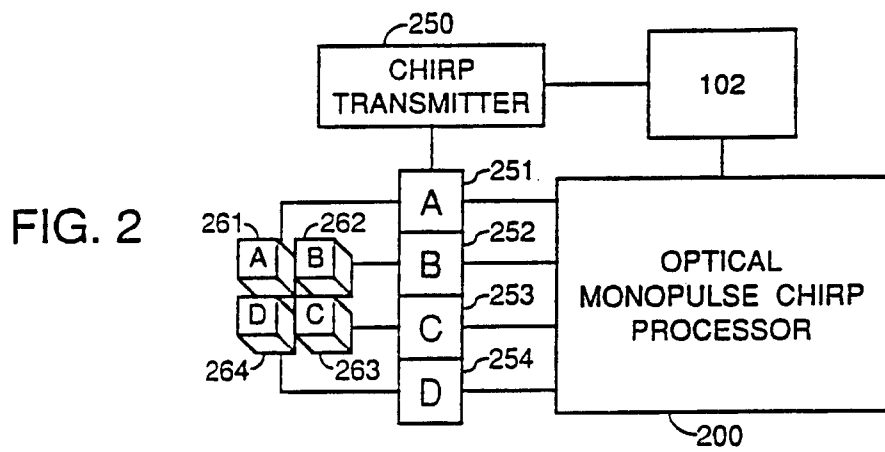 250
CHIRP
TRANSMITTER
102
FIG. 2
251
A
252
B
253
C
254
D
261
262
A
B
D
C
264
263
OPTICAL
MONOPULSE CHIRP
PROCESSOR
200